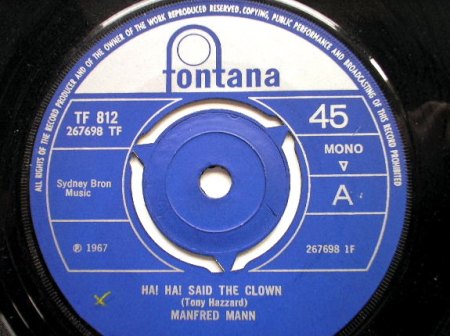 ALL RIGHTS OF THE RECORD PRODUCER AND OF THE OWNER OF THE WORK REPRODUCED RESERVED. COPYING, PUBLIC PERFORMANCE AND BROADCASTING OF THIS RECORD PROHIBITED
fontana
TF 812
267698 TF
45
MONO
Sydney Bron
Music
A
℗ 1967
267698 1F
HA! HA! SAID THE CLOWN
(Tony Hazzard)
MANFRED MANN